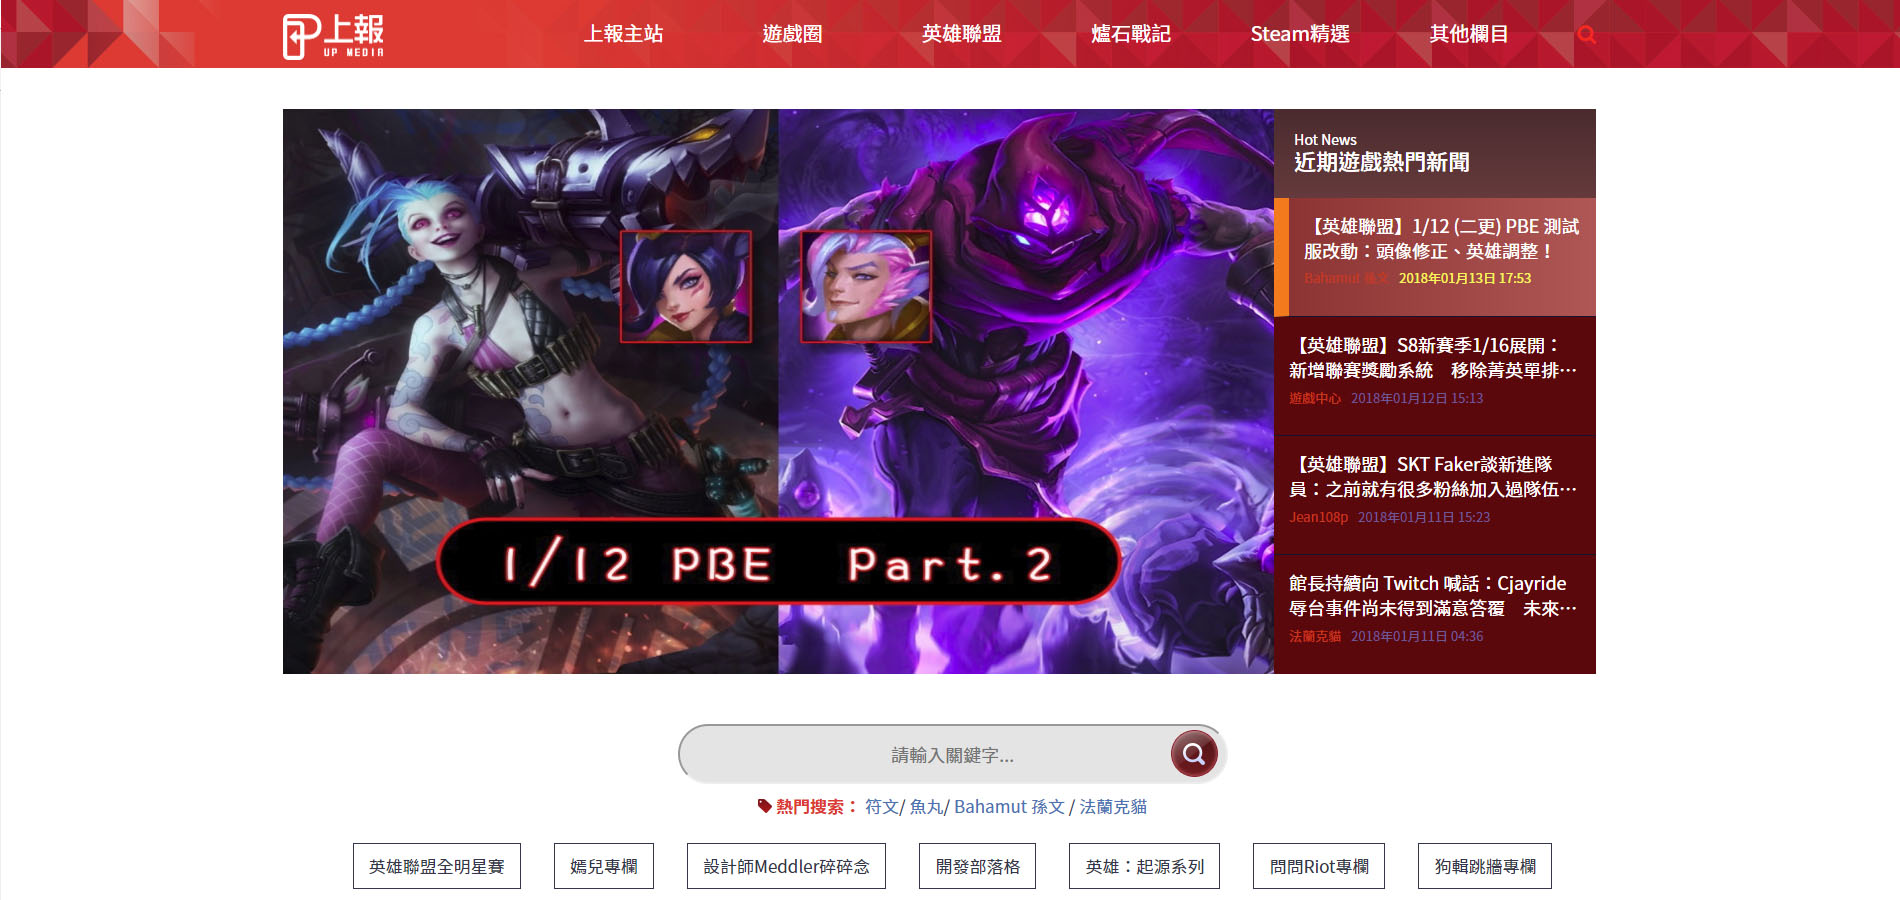 上報
UP MEDIA
上報主站
遊戲圈
英雄聯盟
爐石戰記
Steam精選
其他欄目
1/12 PBE Part.2
Hot News
近期遊戲熱門新聞
【英雄聯盟】1/12 (二更) PBE 測試
服改動：頭像修正、英雄調整！
Bahamut 孫文 2018年01月13日 17:53
【英雄聯盟】S8新賽季1/16展開：
新增聯賽獎勵系統　移除菁英單排…
遊戲中心 2018年01月12日 15:13
【英雄聯盟】SKT Faker談新進隊
員：之前就有很多粉絲加入過隊伍…
Jean108p 2018年01月11日 15:23
館長持續向 Twitch 喊話：Cjayride
辱台事件尚未得到滿意答覆　未來…
法蘭克貓 2018年01月11日 04:36
請輸入關鍵字...
熱門搜索： 符文/ 魚丸/ Bahamut 孫文 / 法蘭克貓
英雄聯盟全明星賽
嫣兒專欄
設計師Meddler碎碎念
開發部落格
英雄：起源系列
問問Riot專欄
狗輯跳牆專欄